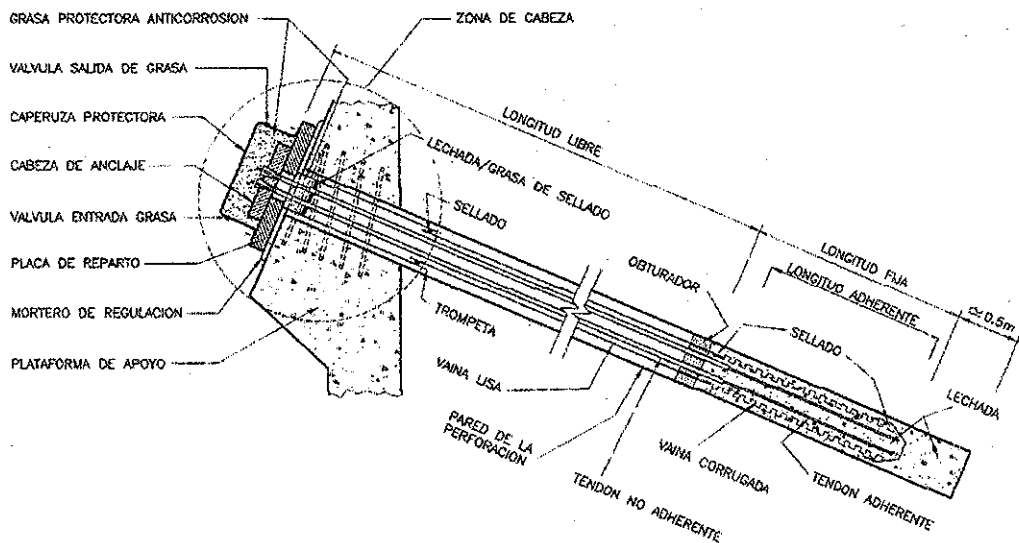 GRASA PROTECTORA ANTICORROSION
ZONA DE CABEZA
VALVULA SALIDA DE GRASA
CAPERUZA PROTECTORA
CABEZA DE ANCLAJE
VALVULA ENTRADA GRASA
PLACA DE REPARTO
MORTERO DE REGULACION
PLATAFORMA DE APOYO
LONGITUD LIBRE
LECHADA/GRASA DE SELLADO
SELLADO
TROMPETA
VAINA LISA
PARED DE LA
PERFORACION
TENDON NO ADHERENTE
OBTURADOR
LONGITUD FIJA
LONGITUD ADHERENTE
≃ 0.5m
SELLADO
LECHADA
VAINA CORRUGADA
TENDON ADHERENTE